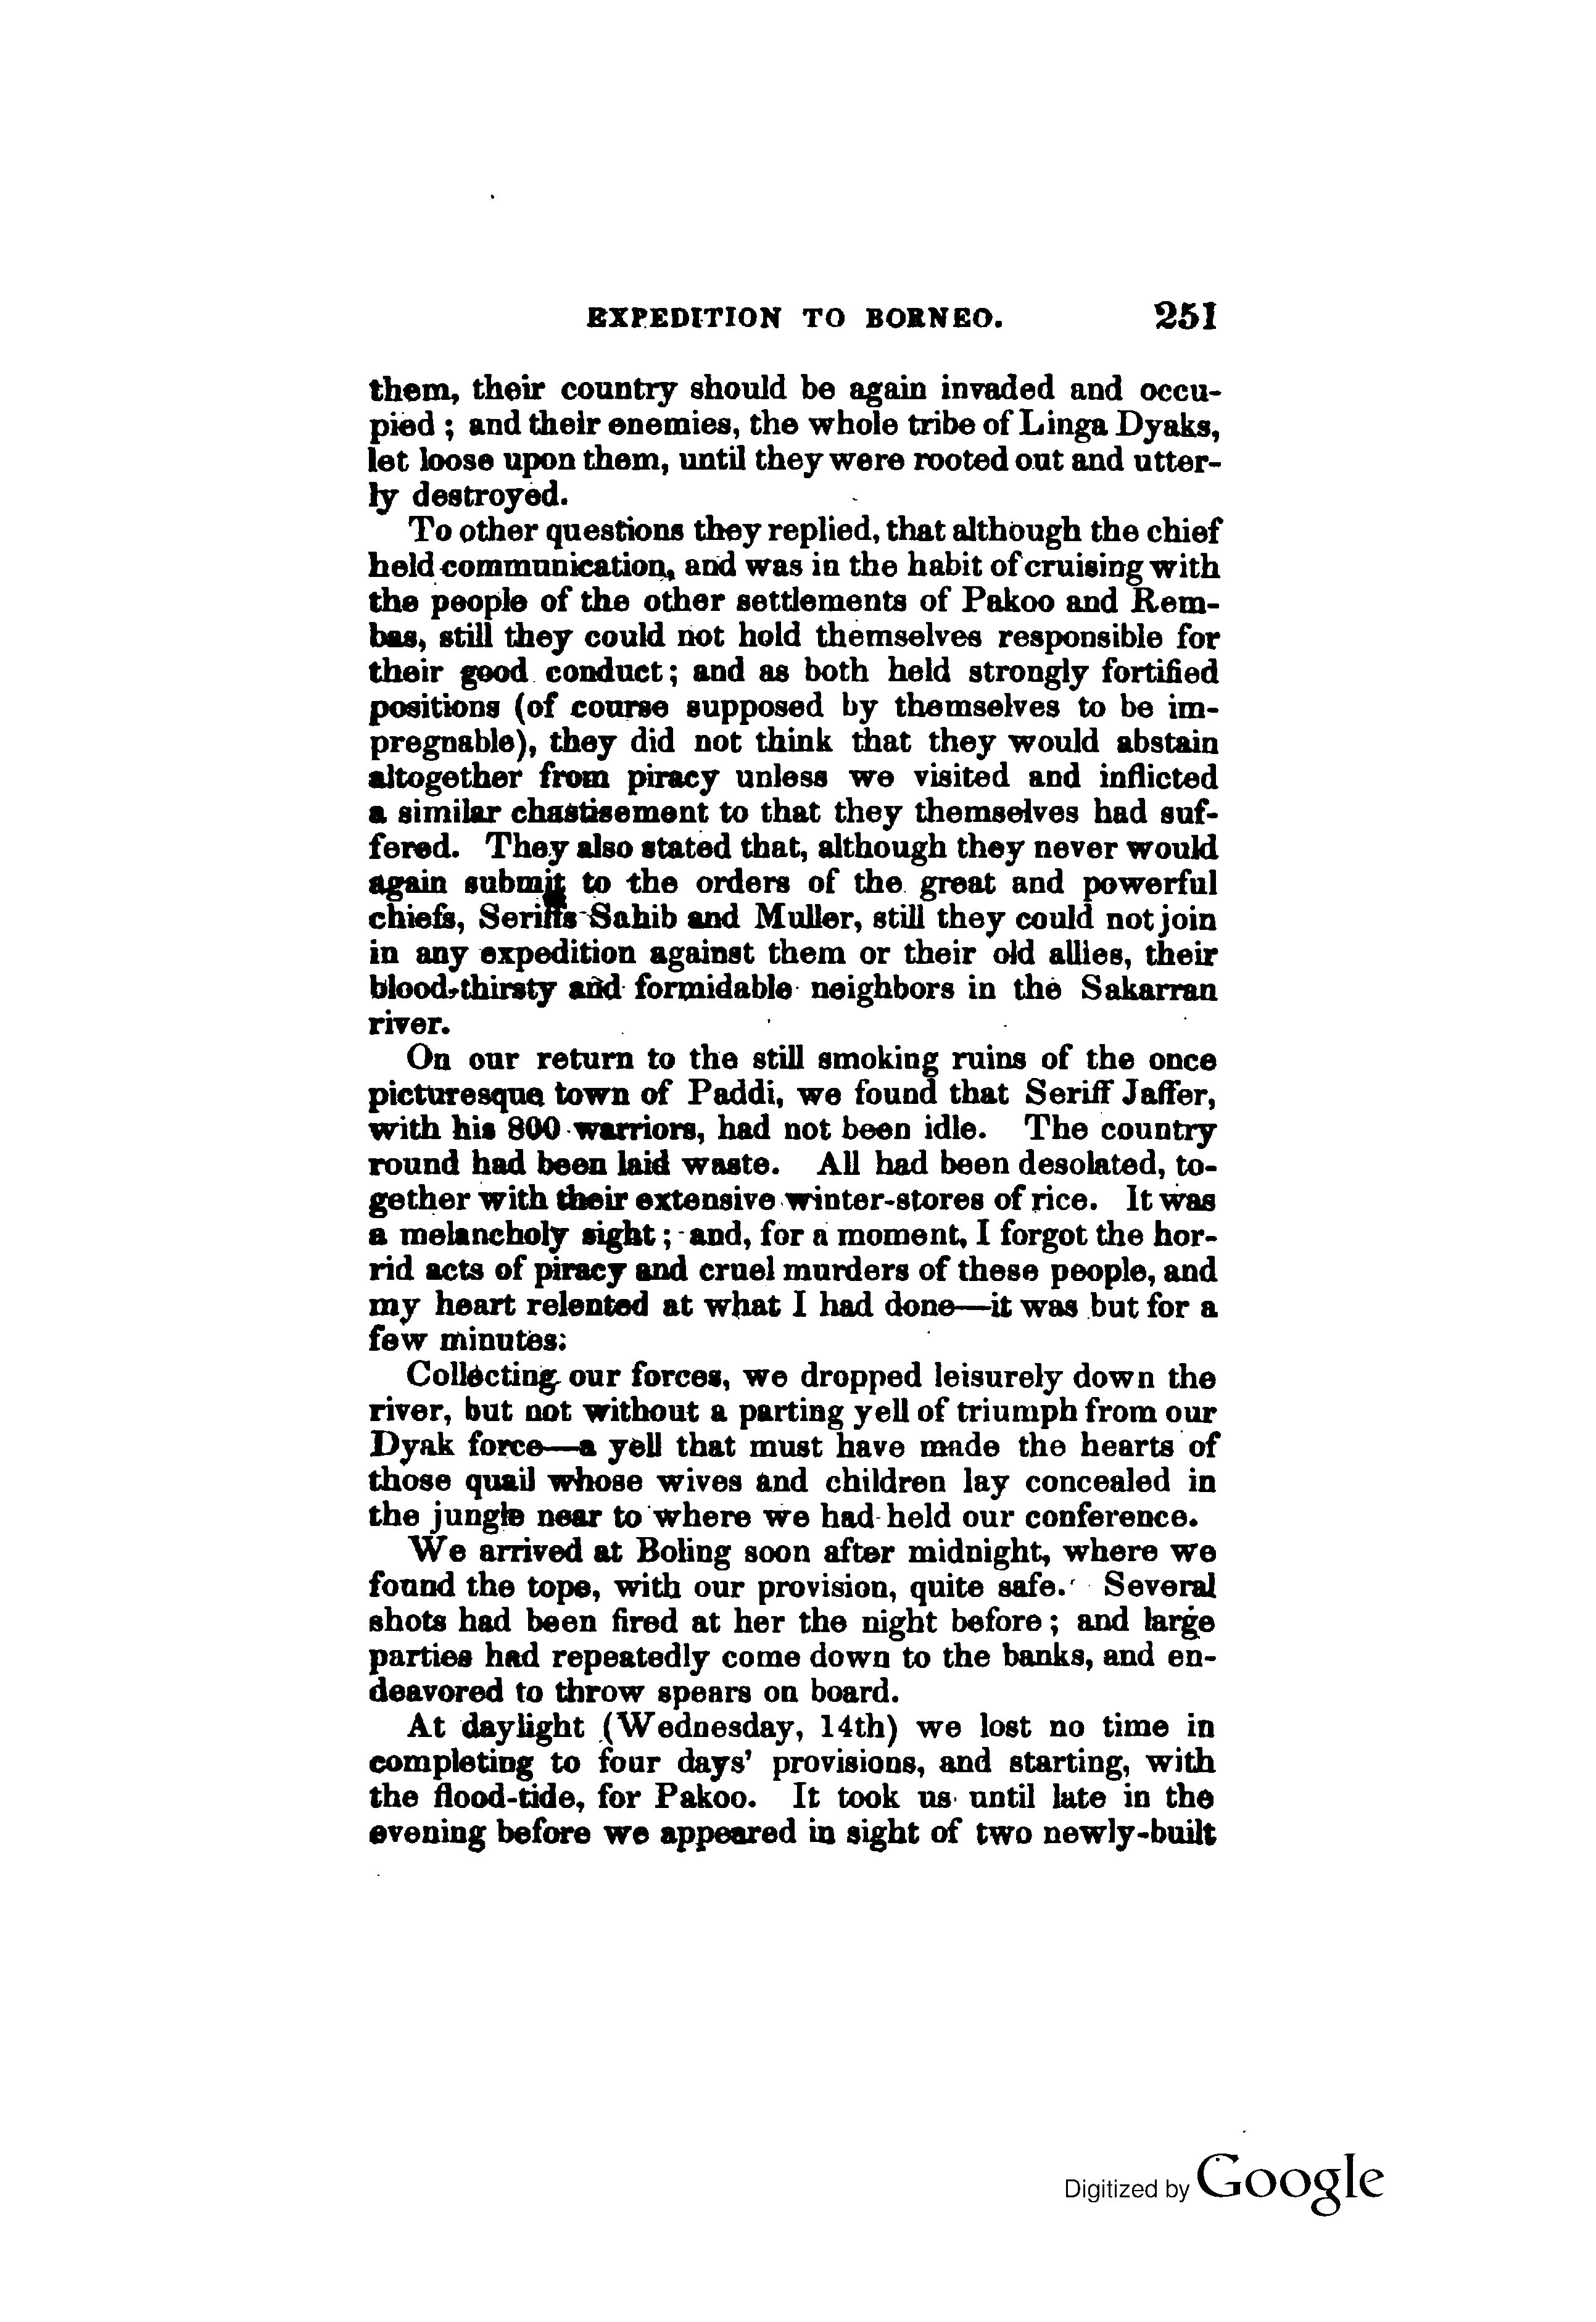 EXPEDITION TO BORNEO. 251
them, their country should be again invaded and occu-
pied ; and their enemies, the whole tribe of Linga Dyaks,
let loose upon them, until they were rooted out and utter-
ly destroyed.
To other questions they replied, that although the chief
held communication, and was in the habit of cruising with
the people of the other settlements of Pakoo and Rem-
bas, still they could not hold themselves responsible for
their good conduct; and as both held strongly fortified
positions (of course supposed by themselves to be im-
pregnable), they did not think that they would abstain
altogether from piracy unless we visited and inflicted
a similar chastisement to that they themselves had suf-
fered. They also stated that, although they never would
again submit to the orders of the great and powerful
chiefs, Seriffs Sahib and Muller, still they could not join
in any expedition against them or their old allies, their
blood-thirsty and formidable neighbors in the Sakarran
river.
On our return to the still smoking ruins of the once
picturesque town of Paddi, we found that Seriff Jaffer,
with his 800 warriors, had not been idle. The country
round had been laid waste. All had been desolated, to-
gether with their extensive winter-stores of rice. It was
a melancholy sight; and, for a moment, I forgot the hor-
rid acts of piracy and cruel murders of these people, and
my heart relented at what I had done—it was but for a
few minutes.
Collecting our forces, we dropped leisurely down the
river, but not without a parting yell of triumph from our
Dyak force—a yell that must have made the hearts of
those quail whose wives and children lay concealed in
the jungle near to where we had held our conference.
We arrived at Boling soon after midnight, where we
found the tope, with our provision, quite safe. Several
shots had been fired at her the night before; and large
parties had repeatedly come down to the banks, and en-
deavored to throw spears on board.
At daylight (Wednesday, 14th) we lost no time in
completing to four days' provisions, and starting, with
the flood-tide, for Pakoo. It took us until late in the
evening before we appeared in sight of two newly-built
Digitized by Google